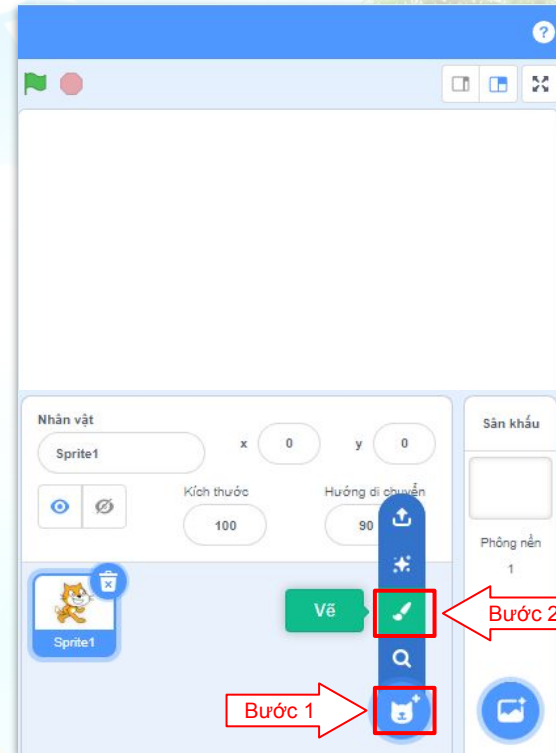 ?
Nhân vật
Sprite1
x 0
y 0
Kích thước
100
Hướng di chuyển
90
Sân khấu
Phông nền
1
Sprite1
Vẽ
Bước 2
Bước 1